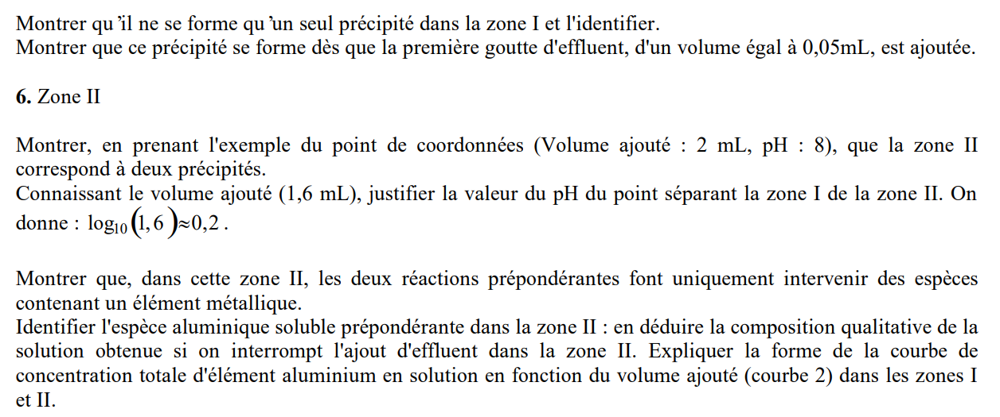 Montrer qu'il ne se forme qu'un seul précipité dans la zone I et l'identifier.
Montrer que ce précipité se forme dès que la première goutte d'effluent, d'un volume égal à 0,05mL, est ajoutée.
6. Zone II
Montrer, en prenant l'exemple du point de coordonnées (Volume ajouté : 2 mL, pH : 8), que la zone II
correspond à deux précipités.
Connaissant le volume ajouté (1,6 mL), justifier la valeur du pH du point séparant la zone I de la zone II. On
donne : log₁₀(1,6)≈0,2 .
Montrer que, dans cette zone II, les deux réactions prépondérantes font uniquement intervenir des espèces
contenant un élément métallique.
Identifier l'espèce aluminique soluble prépondérante dans la zone II : en déduire la composition qualitative de la
solution obtenue si on interrompt l'ajout d'effluent dans la zone II. Expliquer la forme de la courbe de
concentration totale d'élément aluminium en solution en fonction du volume ajouté (courbe 2) dans les zones I
et II.